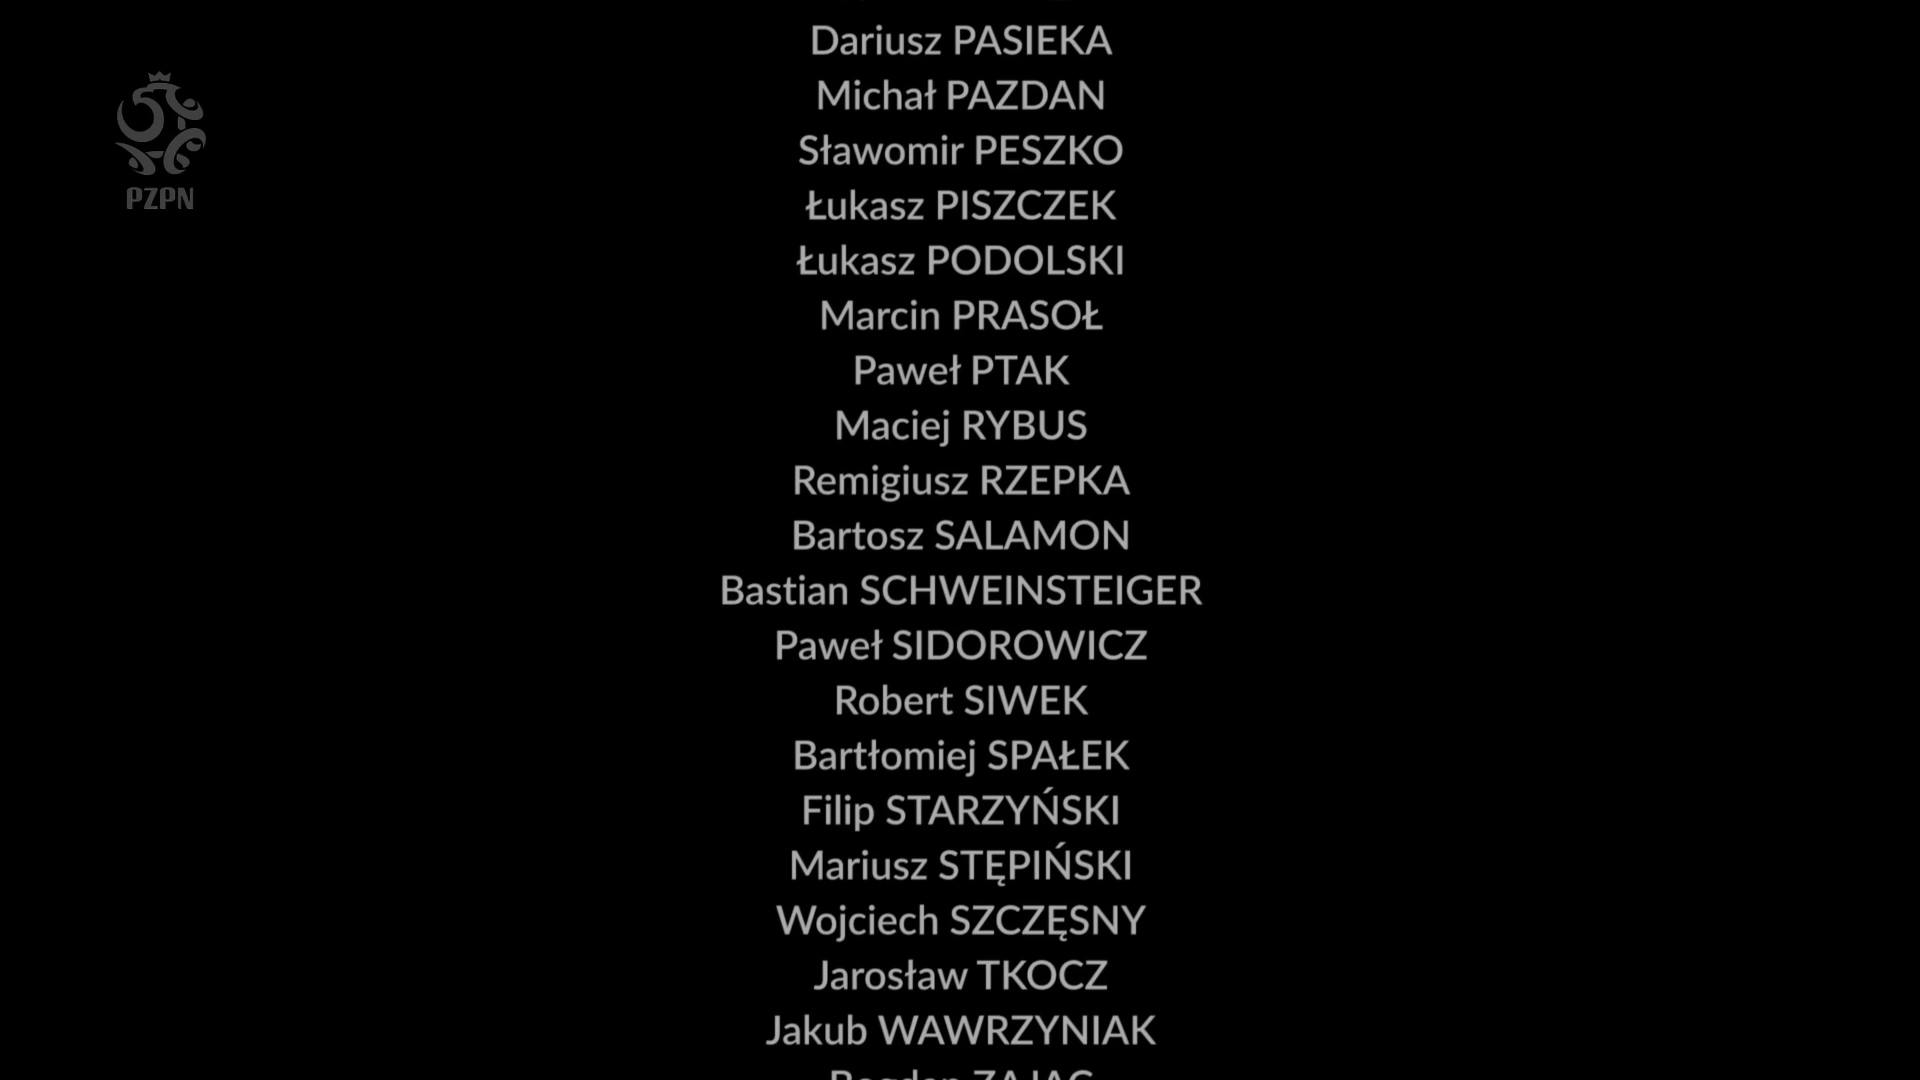 PZPN
Dariusz PASIEKA
Michał PAZDAN
Sławomir PESZKO
Łukasz PISZCZEK
Łukasz PODOLSKI
Marcin PRASOŁ
Paweł PTAK
Maciej RYBUS
Remigiusz RZEPKA
Bartosz SALAMON
Bastian SCHWEINSTEIGER
Paweł SIDOROWICZ
Robert SIWEK
Bartłomiej SPAŁEK
Filip STARZYŃSKI
Mariusz STĘPIŃSKI
Wojciech SZCZĘSNY
Jarosław TKOCZ
Jakub WAWRZYNIAK